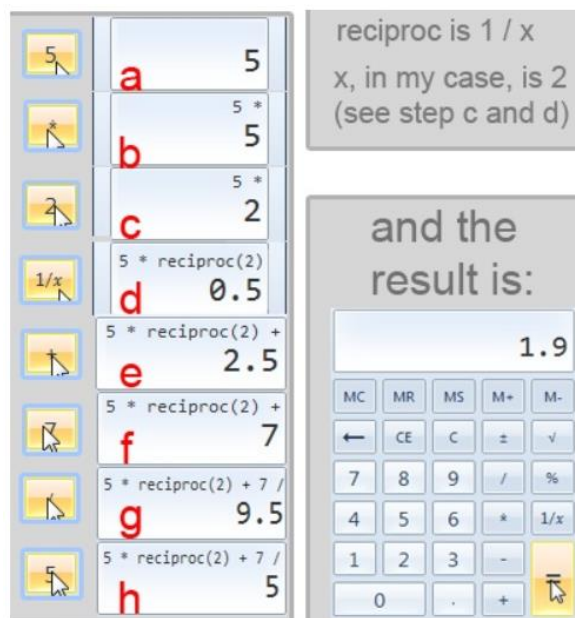 5
5
a
5 *
*
5
b
5 *
2
2
c
5 * reciproc(2)
1/x
0.5
d
5 * reciproc(2) +
+
2.5
e
5 * reciproc(2) +
7
7
f
5 * reciproc(2) + 7 /
/
9.5
g
5 * reciproc(2) + 7 /
5
5
h
reciproc is 1 / x
x, in my case, is 2
(see step c and d)
and the
result is:
1.9
MC MR MS M+ M-
← CE C ± √
7 8 9 / %
4 5 6 * 1/x
1 2 3 - =
0 . +